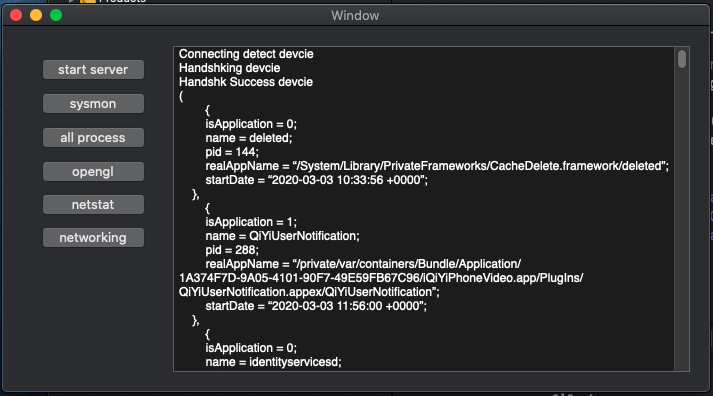 Products
Window
start server
sysmon
all process
opengl
netstat
networking
Connecting detect devcie
Handshking devcie
Handshk Success devcie
(
{
isApplication = 0;
name = deleted;
pid = 144;
realAppName = “/System/Library/PrivateFrameworks/CacheDelete.framework/deleted”;
startDate = “2020-03-03 10:33:56 +0000”;
},
{
isApplication = 1;
name = QiYiUserNotification;
pid = 288;
realAppName = “/private/var/containers/Bundle/Application/
1A374F7D-9A05-4101-90F7-49E59FB67C96/iQiYiPhoneVideo.app/PlugIns/
QiYiUserNotification.appex/QiYiUserNotification”;
startDate = “2020-03-03 11:56:00 +0000”;
},
{
isApplication = 0;
name = identityservicesd;